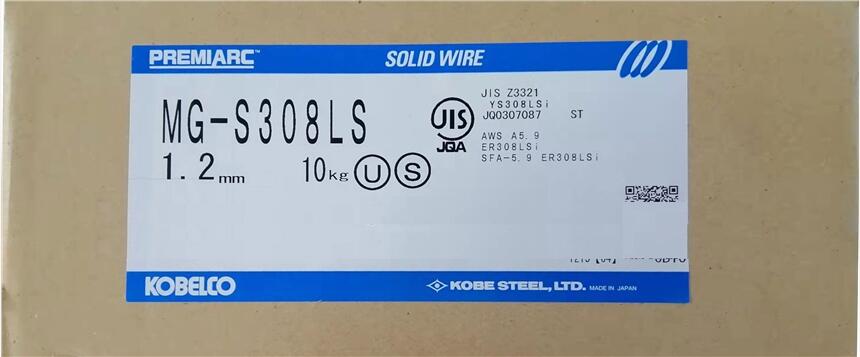 PREMIARC™ SOLID WIRE
MG-S308LS
1.2mm 10kg U S
JIS
JQA
JIS Z3321
YS308LSi
JQ0307087 ST
AWS A5.9
ER308LSi
SFA-5.9 ER308LSi
KOBELCO KOBE STEEL, LTD. MADE IN JAPAN